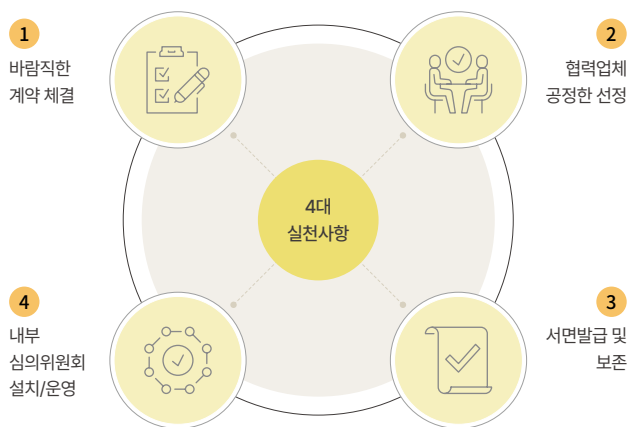 1
바람직한
계약 체결
2
협력업체
공정한 선정
4대
실천사항
4
내부
심의위원회
설치/운영
3
서면발급 및
보존